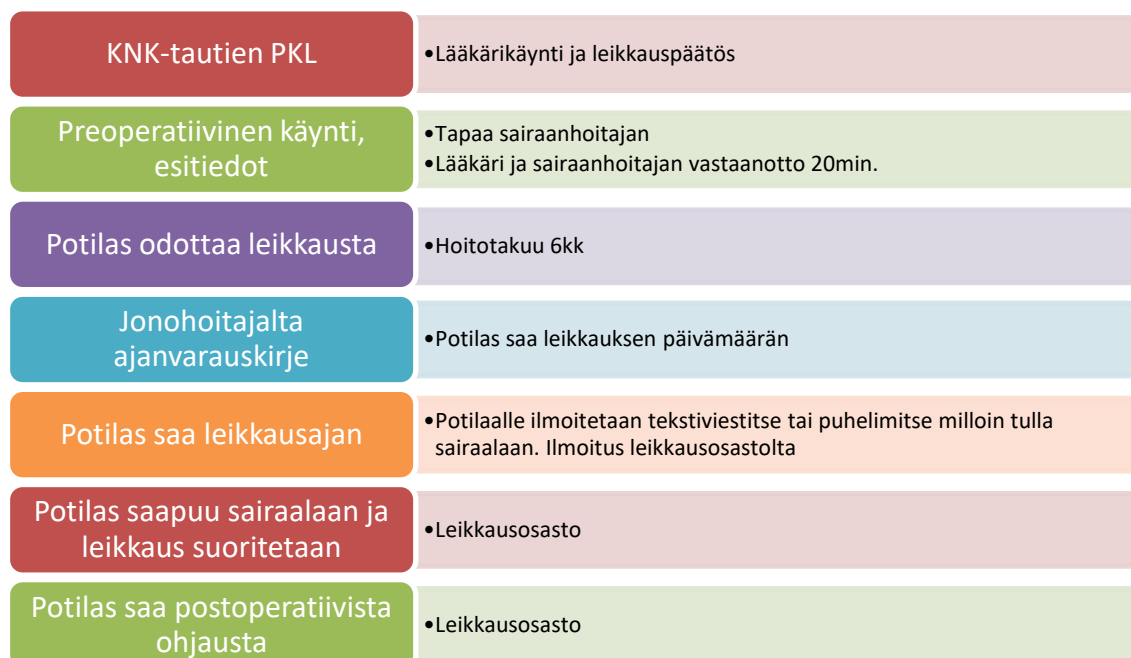 KNK-tautien PKL
•Lääkärikäynti ja leikkauspäätös
Preoperatiivinen käynti,
esitiedot
•Tapaa sairaanhoitajan
•Lääkäri ja sairaanhoitajan vastaanotto 20min.
Potilas odottaa leikkausta
•Hoitotakuu 6kk
Jonohoitajalta
ajanvarauskirje
•Potilas saa leikkauksen päivämäärän
Potilas saa leikkausajan
•Potilaalle ilmoitetaan tekstiviestitse tai puhelimitse milloin tulla
sairaalaan. Ilmoitus leikkausosastolta
Potilas saapuu sairaalaan ja
leikkaus suoritetaan
•Leikkausosasto
Potilas saa postoperatiivista
ohjausta
•Leikkausosasto